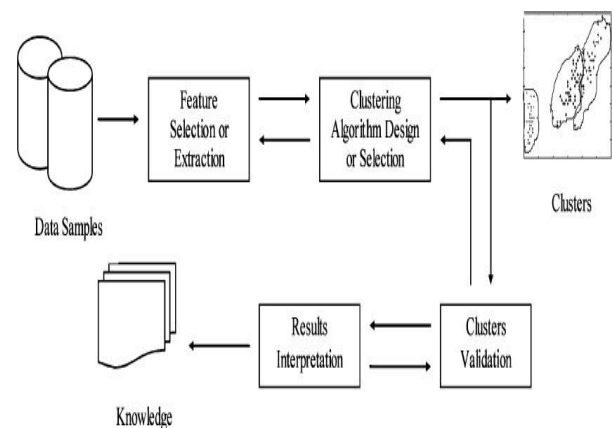 Feature
Selection or
Extraction
Clustering
Algorithm Design
or Selection
Data Samples
Clusters
Results
Interpretation
Clusters
Validation
Knowledge